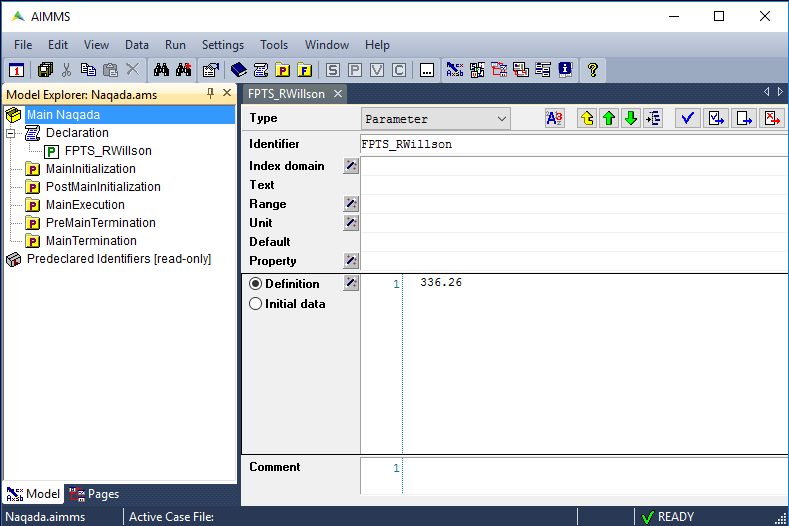 AIMMS
File Edit View Data Run Settings Tools Window Help
1 P F S P V C ... ?
Model Explorer: Naqada.ams
FPTS_RWillson
Main Naqada
Declaration
P FPTS_RWillson
P MainInitialization
P PostMainInitialization
P MainExecution
P PreMainTermination
P MainTermination
Predeclared Identifiers [read-only]
Type Parameter
Identifier FPTS_RWillson
Index domain
Text
Range
Unit
Default
Property
Definition 1 336.26
Initial data
Comment 1
Model Pages
Naqada.aimms Active Case File: READY